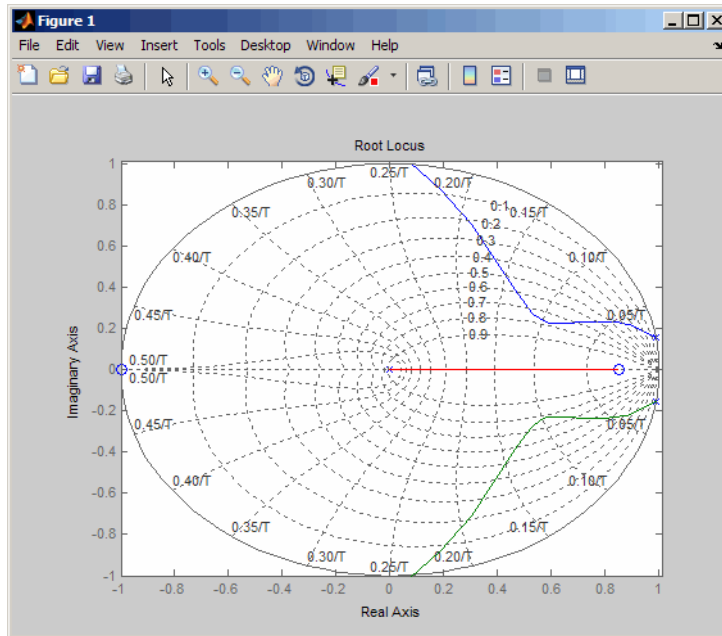 Figure 1
File Edit View Insert Tools Desktop Window Help
Root Locus
Imaginary Axis
1
0.8
0.6
0.4
0.2
0
-0.2
-0.4
-0.6
-0.8
-1
0.25/T
0.30/T
0.20/T
0.35/T
0.1
0.15/T
0.2
0.3
0.40/T
0.4
0.10/T
0.5
0.6
0.7
0.45/T
0.8
0.05/T
0.9
0.50/T
0.50/T
0.45/T
0.05/T
0.40/T
0.10/T
0.35/T
0.15/T
0.30/T
0.20/T
0.25/T
-1 -0.8 -0.6 -0.4 -0.2 0 0.2 0.4 0.6 0.8 1
Real Axis